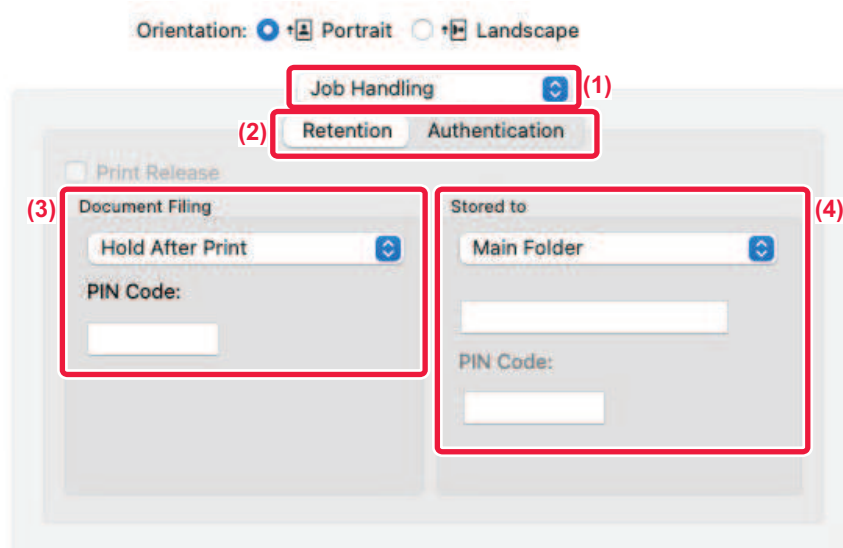 Orientation: Portrait Landscape
Job Handling (1)
(2) Retention Authentication
Print Release
(3) Document Filing Stored to (4)
Hold After Print Main Folder
PIN Code:
PIN Code: